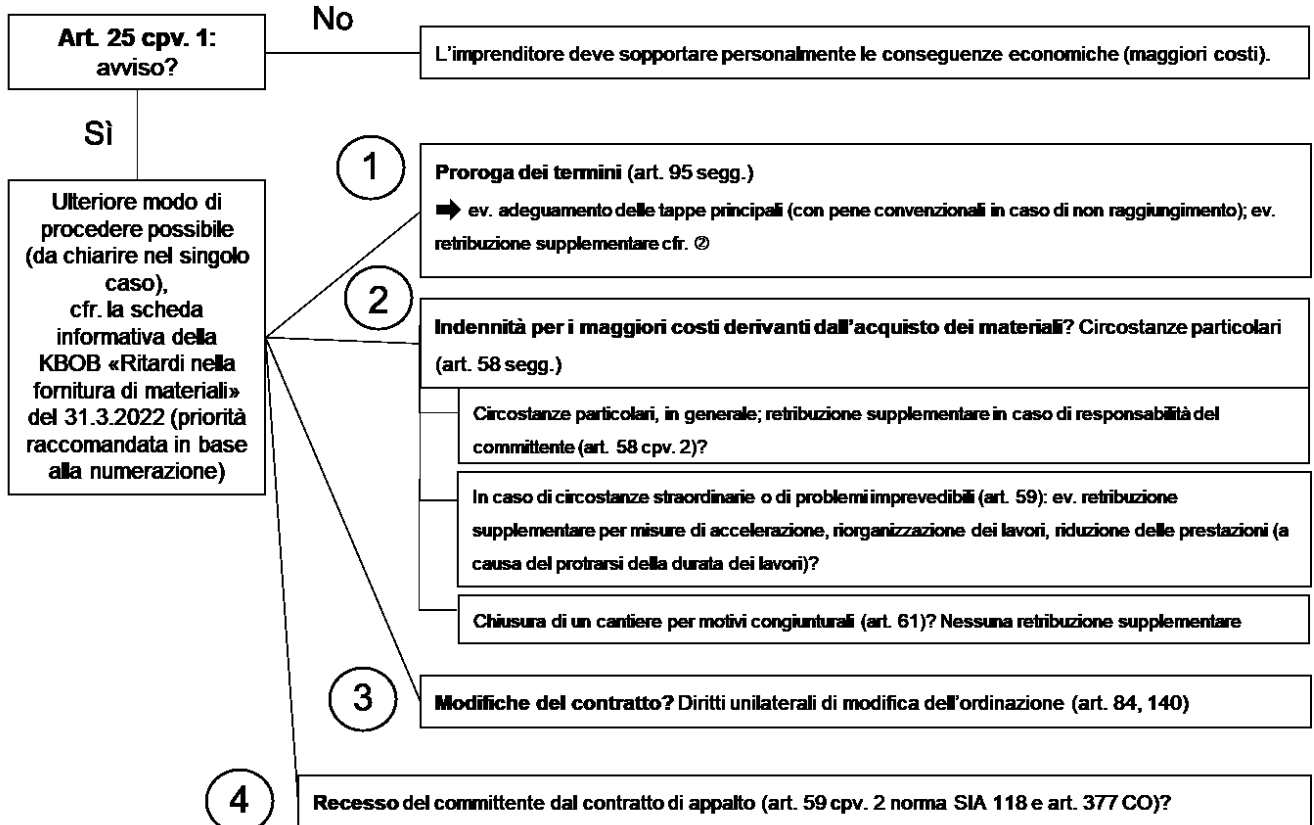 Art. 25 cpv. 1:
avviso?
No
L'imprenditore deve sopportare personalmente le conseguenze economiche (maggiori costi).
Sì
Ulteriore modo di
procedere possibile
(da chiarire nel singolo
caso),
cfr. la scheda
informativa della
KBOB «Ritardi nella
fornitura di materiali»
del 31.3.2022 (priorità
raccomandata in base
alla numerazione)
1
Proroga dei termini (art. 95 segg.)
➡ ev. adeguamento delle tappe principali (con pene convenzionali in caso di non raggiungimento); ev.
retribuzione supplementare cfr. ②
2
Indennità per i maggiori costi derivanti dall'acquisto dei materiali? Circostanze particolari
(art. 58 segg.)
Circostanze particolari, in generale; retribuzione supplementare in caso di responsabilità del
committente (art. 58 cpv. 2)?
In caso di circostanze straordinarie o di problemi imprevedibili (art. 59): ev. retribuzione
supplementare per misure di accelerazione, riorganizzazione dei lavori, riduzione delle prestazioni (a
causa del protrarsi della durata dei lavori)?
Chiusura di un cantiere per motivi congiunturali (art. 61)? Nessuna retribuzione supplementare
3
Modifiche del contratto? Diritti unilaterali di modifica dell'ordinazione (art. 84, 140)
4
Recesso del committente dal contratto di appalto (art. 59 cpv. 2 norma SIA 118 e art. 377 CO)?